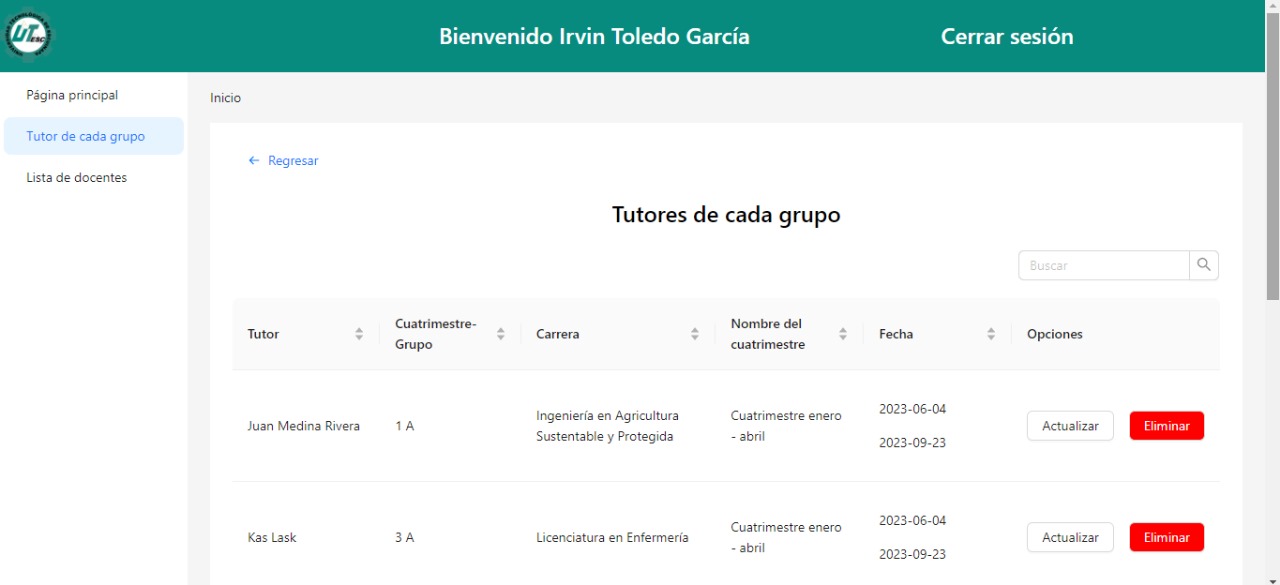 UT
Bienvenido Irvin Toledo García
Cerrar sesión
Página principal
Tutor de cada grupo
Lista de docentes
Inicio
← Regresar
Tutores de cada grupo
Buscar
Tutor
Cuatrimestre-
Grupo
Carrera
Nombre del
cuatrimestre
Fecha
Opciones
Juan Medina Rivera
1 A
Ingeniería en Agricultura
Sustentable y Protegida
Cuatrimestre enero
- abril
2023-06-04
2023-09-23
Actualizar
Eliminar
Kas Lask
3 A
Licenciatura en Enfermería
Cuatrimestre enero
- abril
2023-06-04
2023-09-23
Actualizar
Eliminar